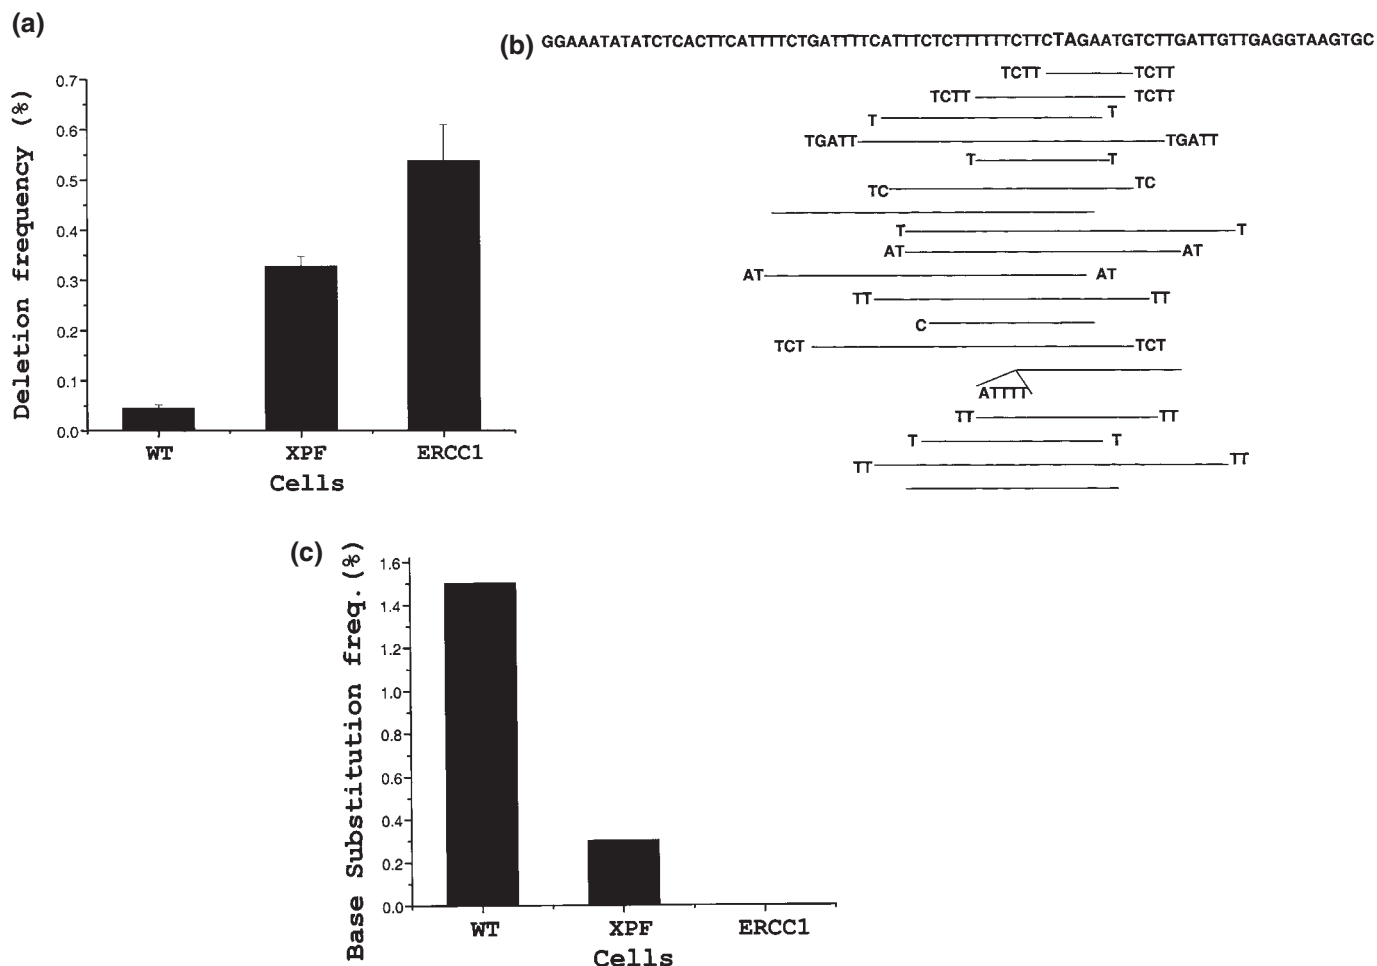 (a)
Deletion frequency (%)
0.7
0.6
0.5
0.4
0.3
0.2
0.1
0.0
WT XPF ERCC1
Cells
(b) GGAAATATATCTCACTTCATTTTCTGATTTTCATTTCTCTTTTTTCTTCTAGAATGTCTTGATTGTTGAGGTAAGTGC
TCTT TCTT
TCTT TCTT
T T
TGATT TGATT
T T
TC TC
T T
AT AT
AT AT
TT TT
C
TCT TCT
ATTTT
TT TT
T T
TT TT
(c)
Base Substitution freq.(%)
1.6
1.4
1.2
1.0
0.8
0.6
0.4
0.2
0.0
WT XPF ERCC1
Cells